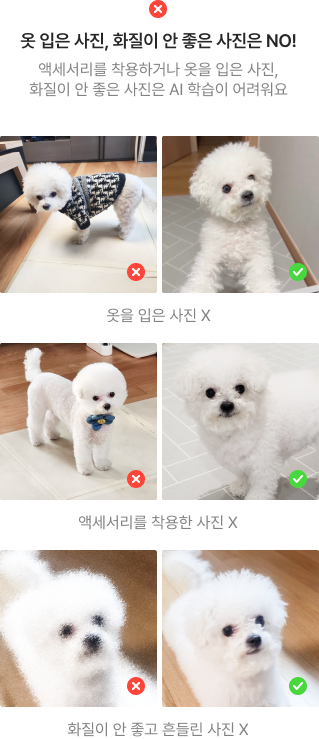 옷 입은 사진, 화질이 안 좋은 사진은 NO!
액세서리를 착용하거나 옷을 입은 사진,
화질이 안 좋은 사진은 AI 학습이 어려워요
옷을 입은 사진 X
액세서리를 착용한 사진 X
화질이 안 좋고 흔들린 사진 X